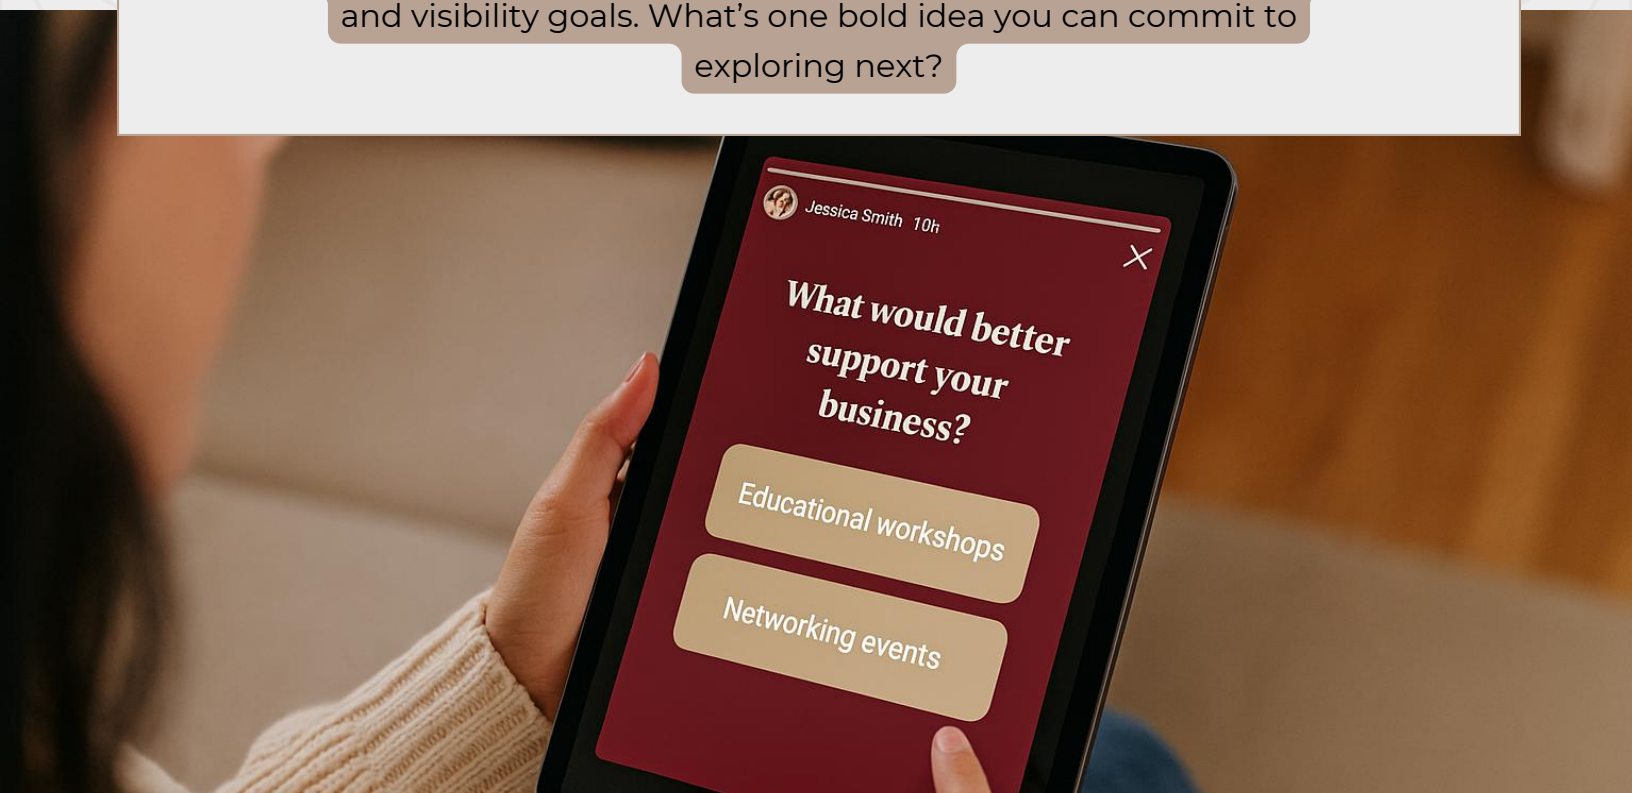 and visibility goals. What’s one bold idea you can commit to
exploring next?
Jessica Smith 10h
What would better
support your
business?
Educational workshops
Networking events